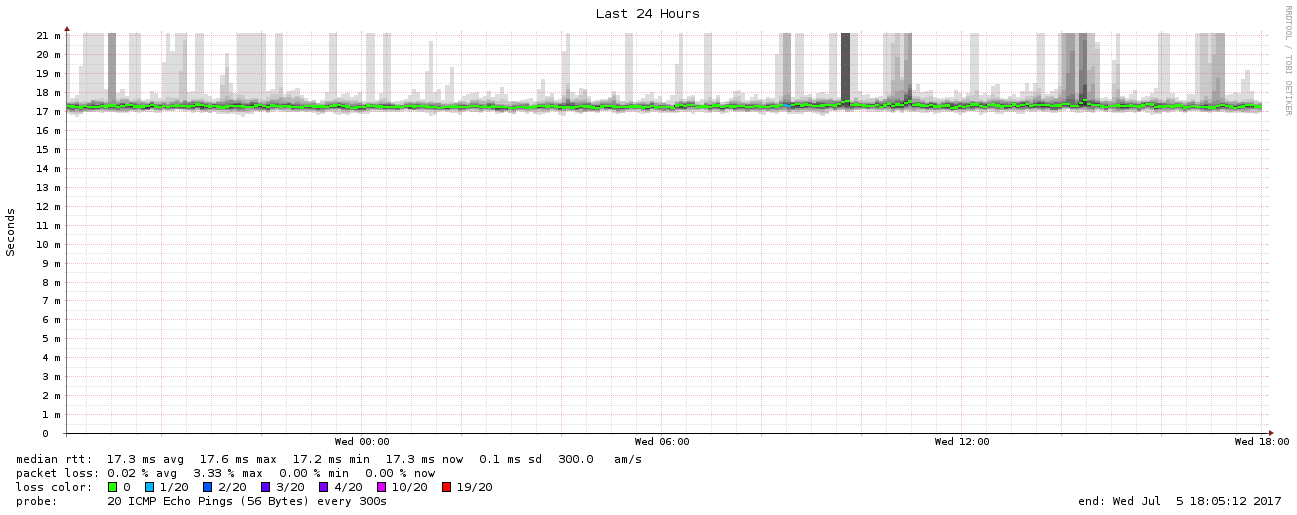 Last 24 Hours
RRDTOOL / TOBI OETIKER
Seconds
21 m
20 m
19 m
18 m
17 m
16 m
15 m
14 m
13 m
12 m
11 m
10 m
9 m
8 m
7 m
6 m
5 m
4 m
3 m
2 m
1 m
0
Wed 00:00 Wed 06:00 Wed 12:00 Wed 18:00
median rtt: 17.3 ms avg 17.6 ms max 17.2 ms min 17.3 ms now 0.1 ms sd 300.0 am/s
packet loss: 0.02 % avg 3.33 % max 0.00 % min 0.00 % now
loss color: 0 1/20 2/20 3/20 4/20 10/20 19/20
probe: 20 ICMP Echo Pings (56 Bytes) every 300s end: Wed Jul 5 18:05:12 2017